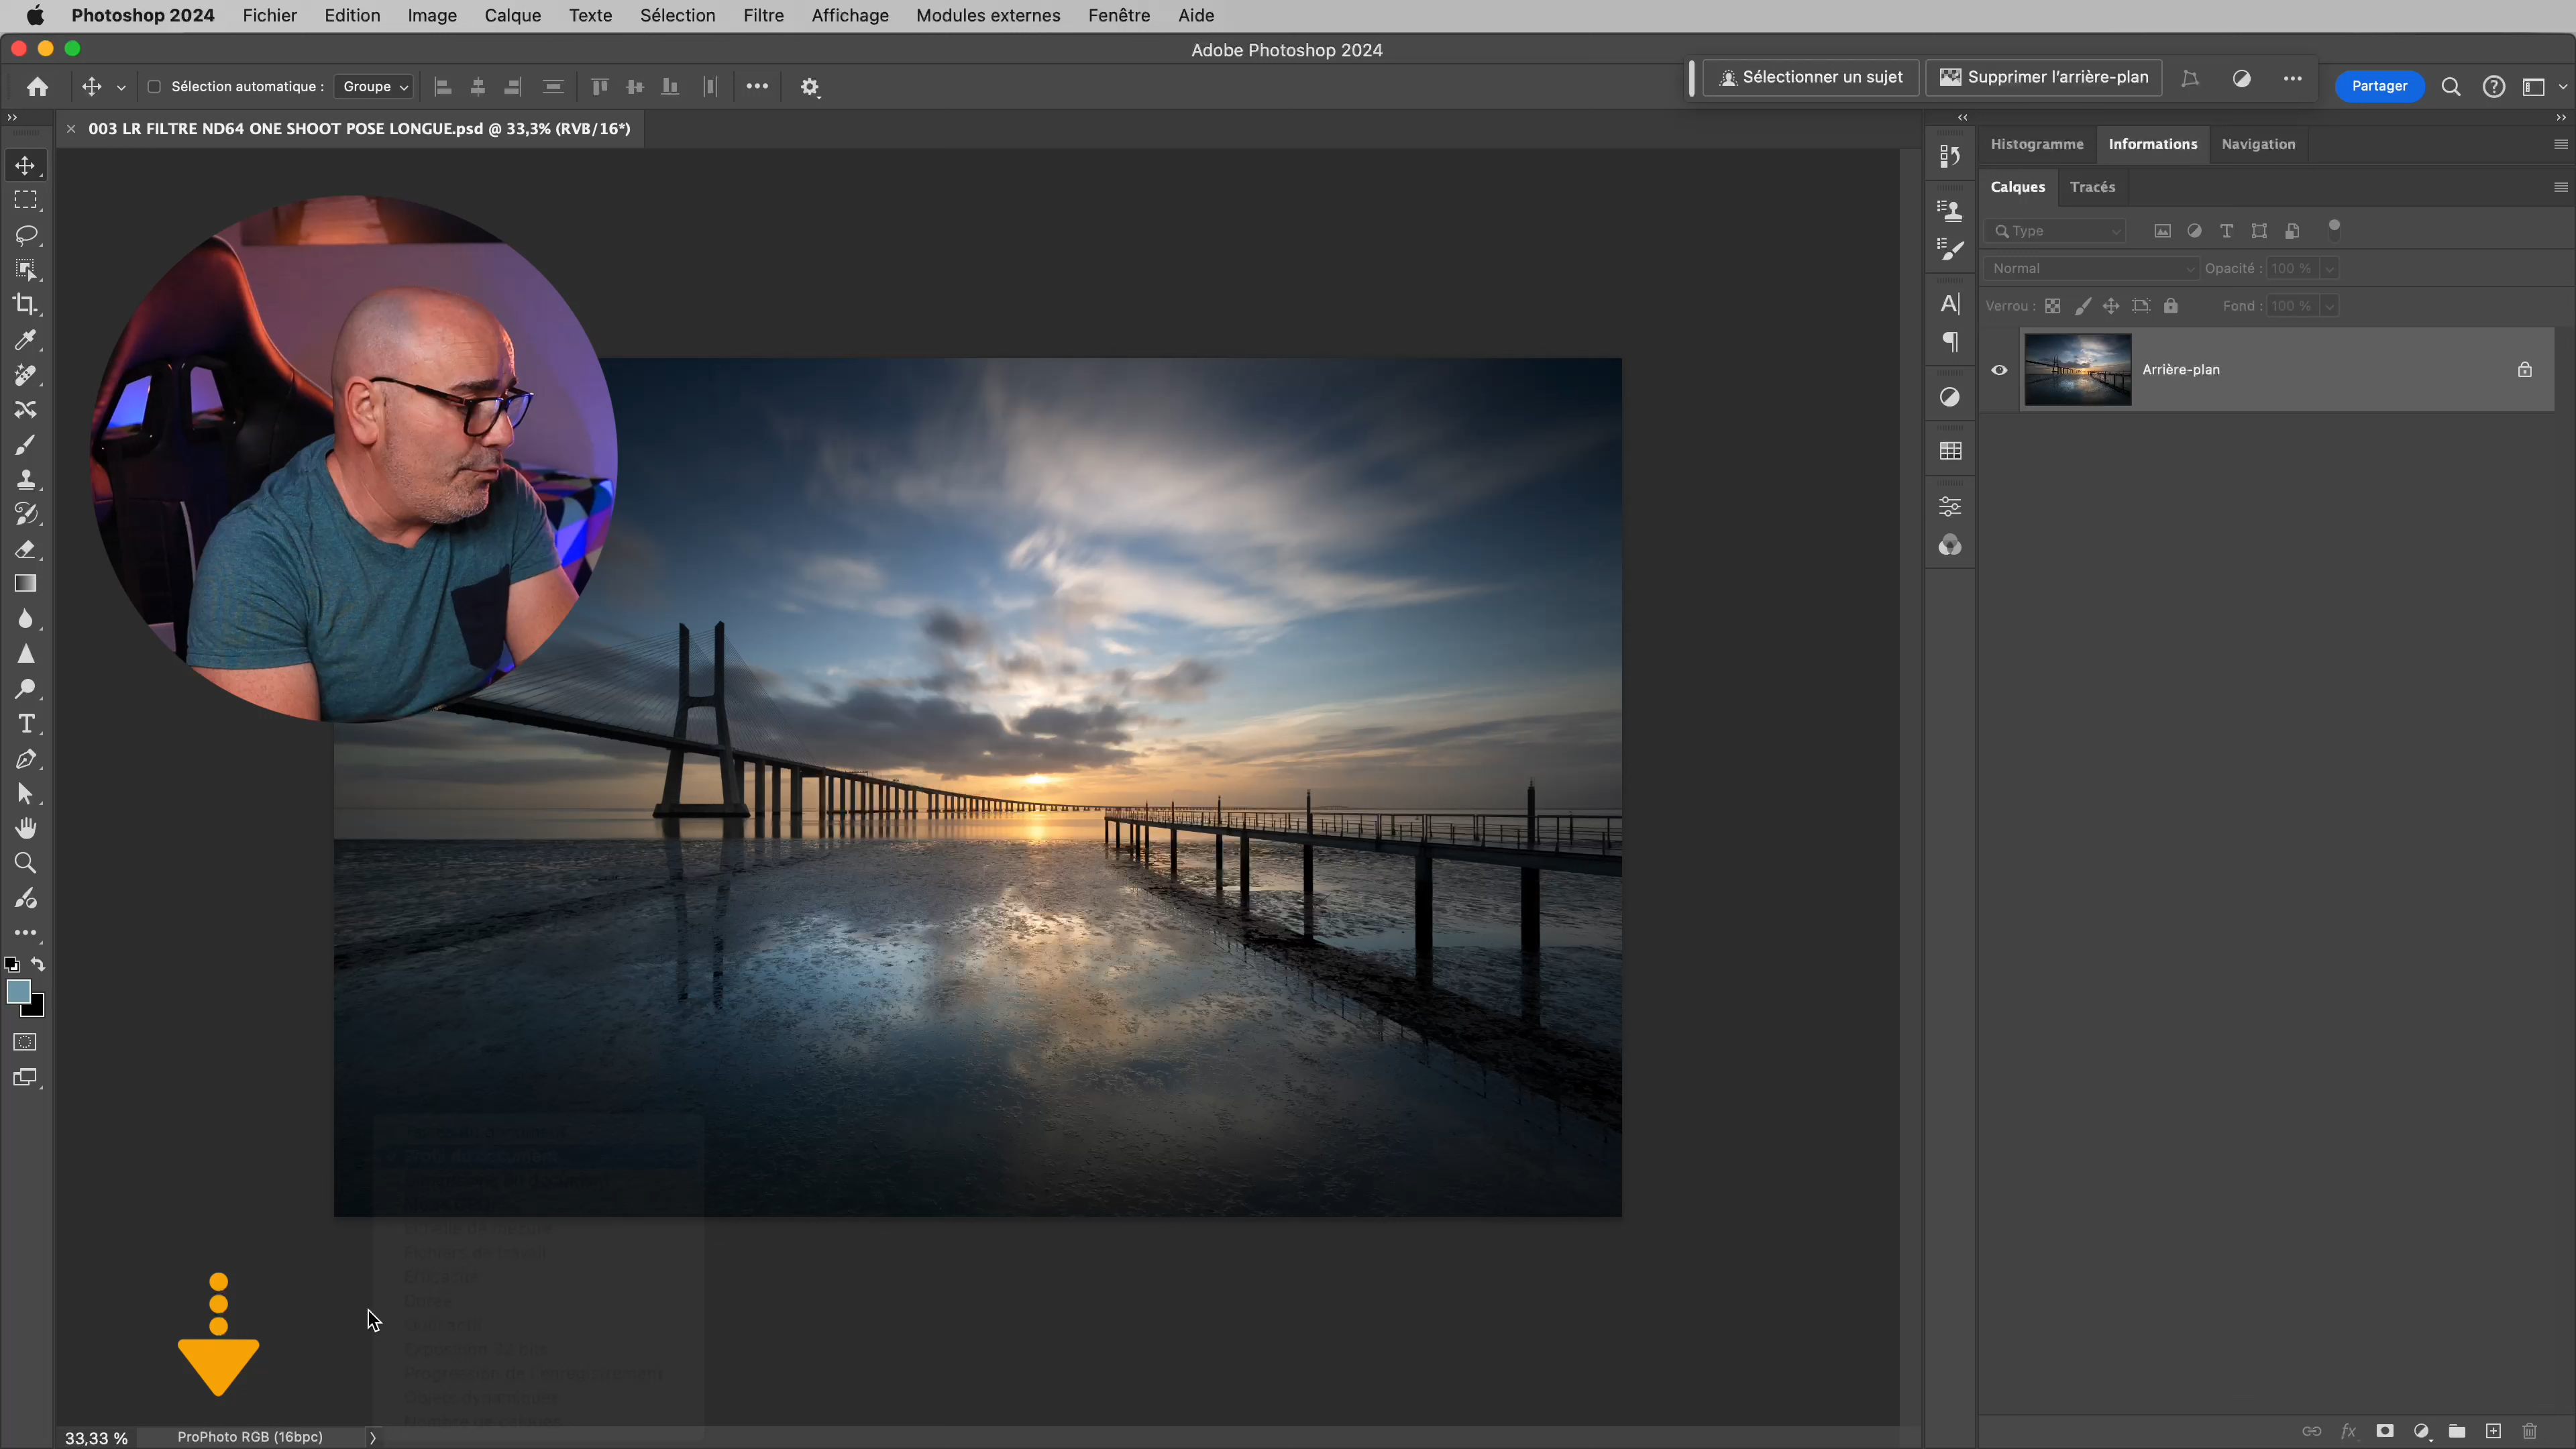 Photoshop 2024 Fichier Edition Image Calque Texte Sélection Filtre Affichage Modules externes Fenêtre Aide
Adobe Photoshop 2024
Sélection automatique : Groupe
Sélectionner un sujet Supprimer l'arrière-plan
Partager
003 LR FILTRE ND64 ONE SHOOT POSE LONGUE.psd @ 33,3% (RVB/16*)
Histogramme Informations Navigation
Calques Tracés
Type
Normal Opacité : 100 %
Verrou : Fond : 100 %
Arrière-plan
33,33 % ProPhoto RGB (16bpc)